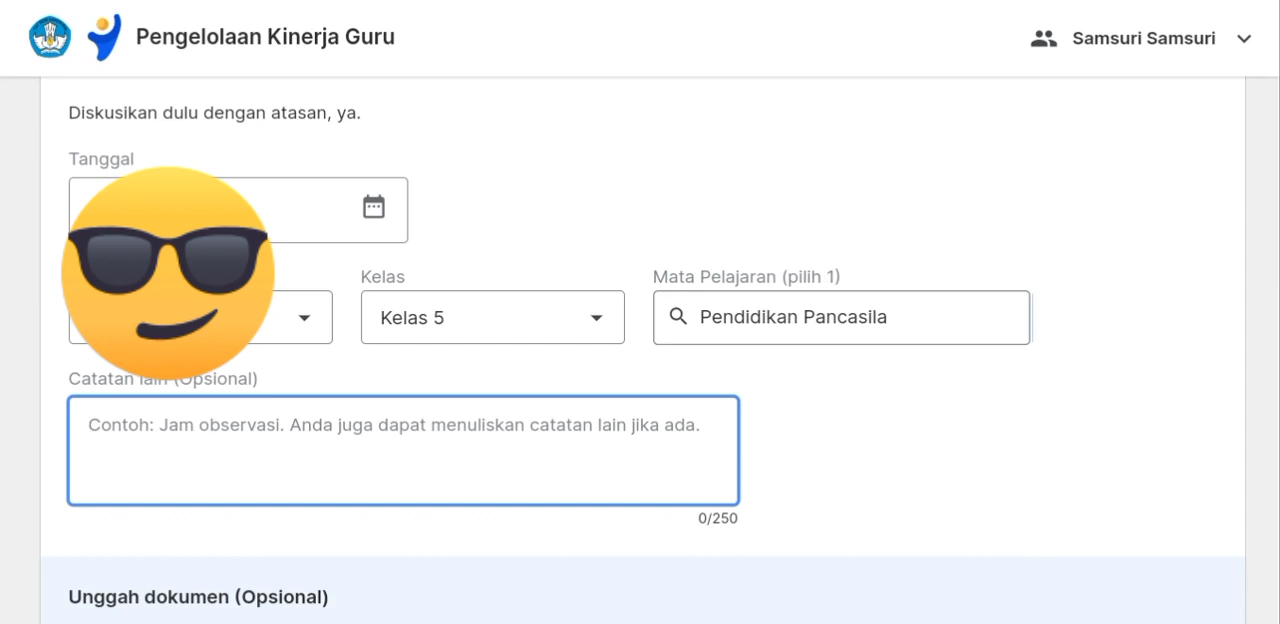 Pengelolaan Kinerja Guru
Samsuri Samsuri
Diskusikan dulu dengan atasan, ya.
Tanggal
Kelas
Mata Pelajaran (pilih 1)
Kelas 5
Pendidikan Pancasila
Catatan lain (Opsional)
Contoh: Jam observasi. Anda juga dapat menuliskan catatan lain jika ada.
0/250
Unggah dokumen (Opsional)